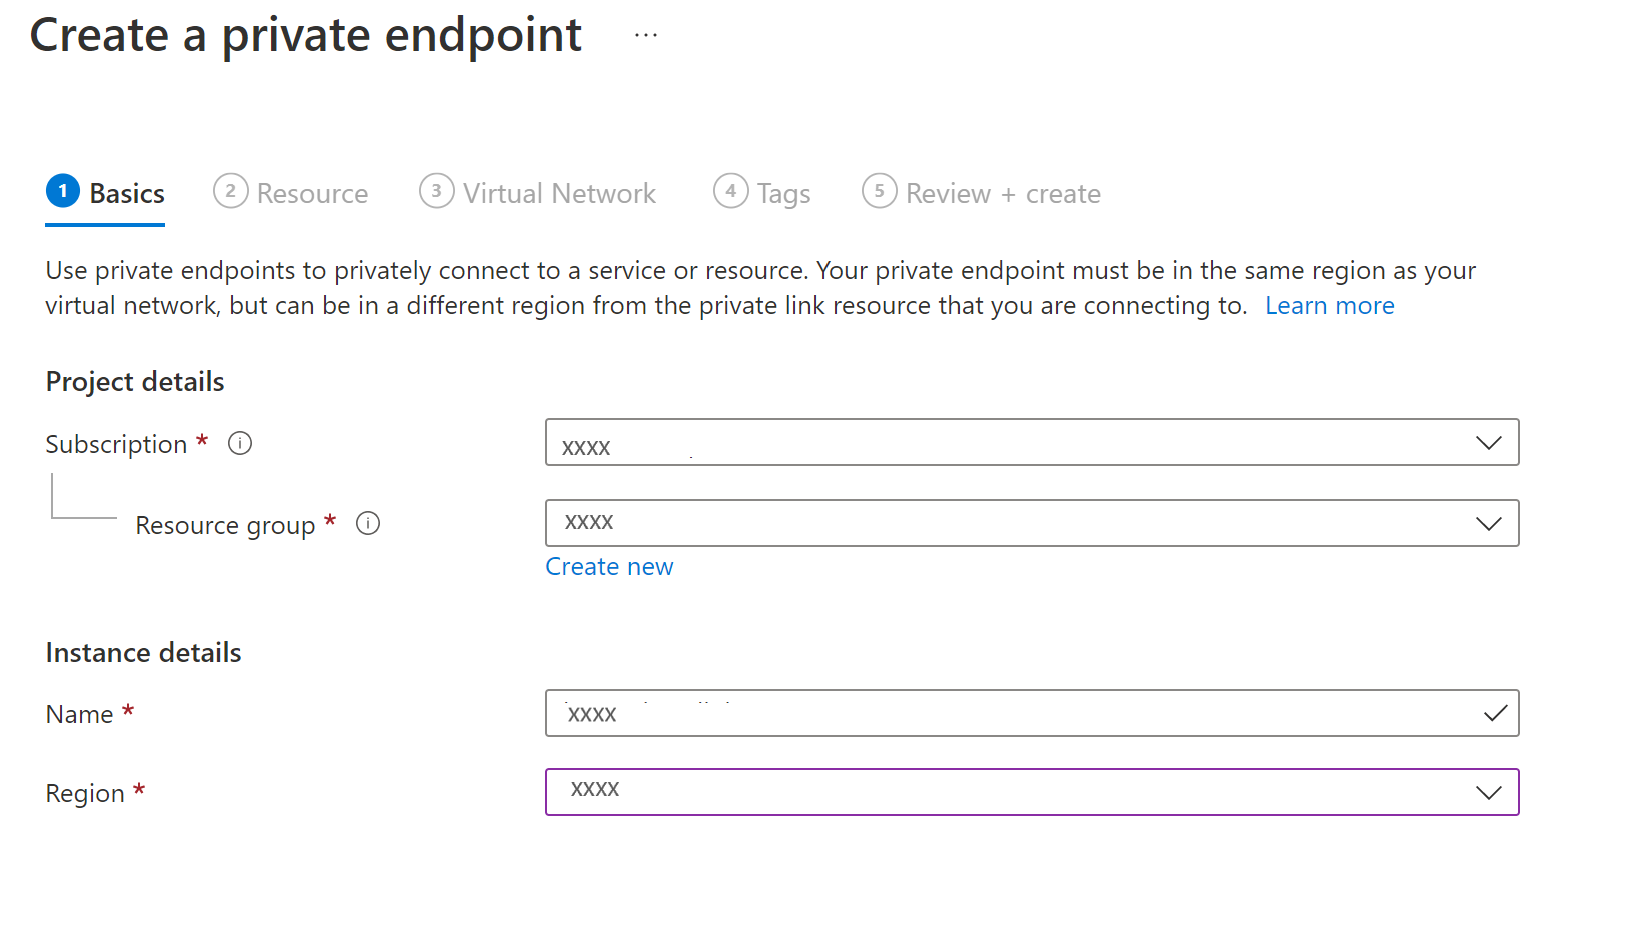 Create a private endpoint ...
1 Basics 2 Resource 3 Virtual Network 4 Tags 5 Review + create
Use private endpoints to privately connect to a service or resource. Your private endpoint must be in the same region as your
virtual network, but can be in a different region from the private link resource that you are connecting to. Learn more
Project details
Subscription * i xxxx
Resource group * i xxxx
Create new
Instance details
Name * xxxx
Region * xxxx